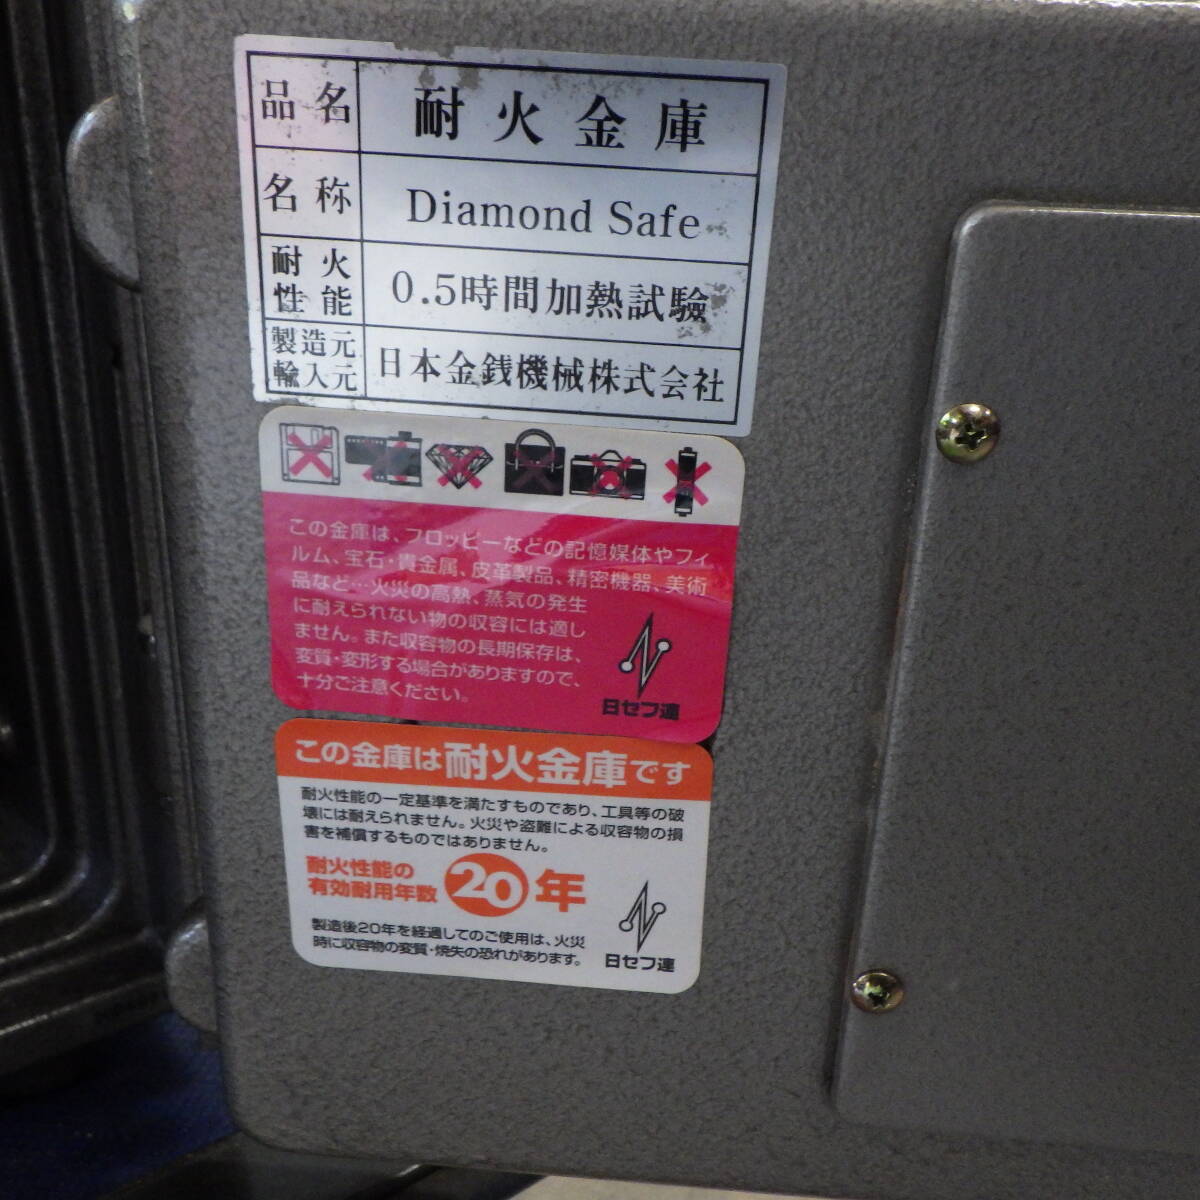 品名 耐火金庫
名称 Diamond Safe
耐火性能 0.5時間加熱試験
製造元輸入元 日本金銭機械株式会社
この金庫は、フロッピーなどの記憶媒体やフィ
ルム、宝石・貴金属、皮革製品、精密機器、美術
品など…火災の高熱、蒸気の発生
に耐えられない物の収容には適し
ません。また収容物の長期保存は、
変質・変形する場合がありますので、
十分ご注意ください。
日セフ連
この金庫は耐火金庫です
耐火性能の一定基準を満たすものであり、工具等の破
壊には耐えられません。火災や盗難による収容物の損
害を補償するものではありません。
耐火性能の
有効耐用年数 20年
製造後20年を経過してのご使用は、火災
時に収容物の変質・焼失の恐れがあります。
日セフ連